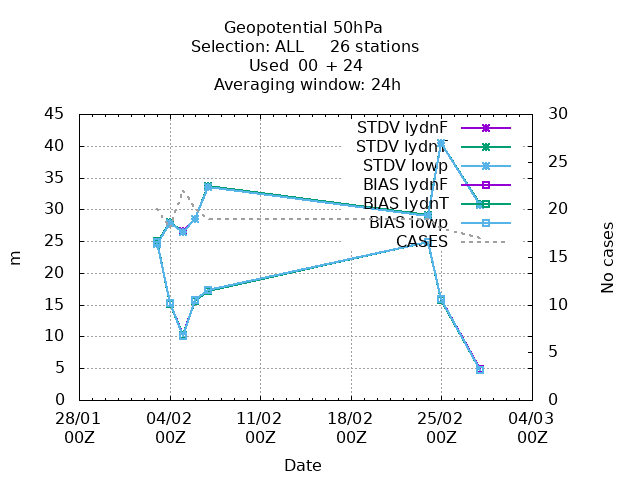 Geopotential 50hPa
Selection: ALL 26 stations
Used 00 + 24
Averaging window: 24h
45
40
35
30
25
20
15
10
5
0
m
30
25
20
15
10
5
0
No cases
STDV lydnF
STDV lydnT
STDV lowp
BIAS lydnF
BIAS lydnT
BIAS lowp
CASES
28/01 04/02 11/02 18/02 25/02 04/03
00Z 00Z 00Z 00Z 00Z 00Z
Date